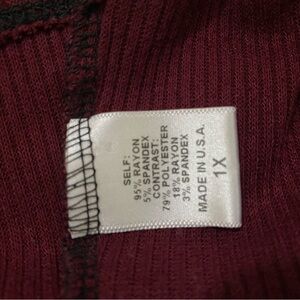 SELF:
95% RAYON
5% SPANDEX
CONTRAST:
79% POLYESTER
18% RAYON
3% SPANDEX
MADE IN U.S.A.
1X